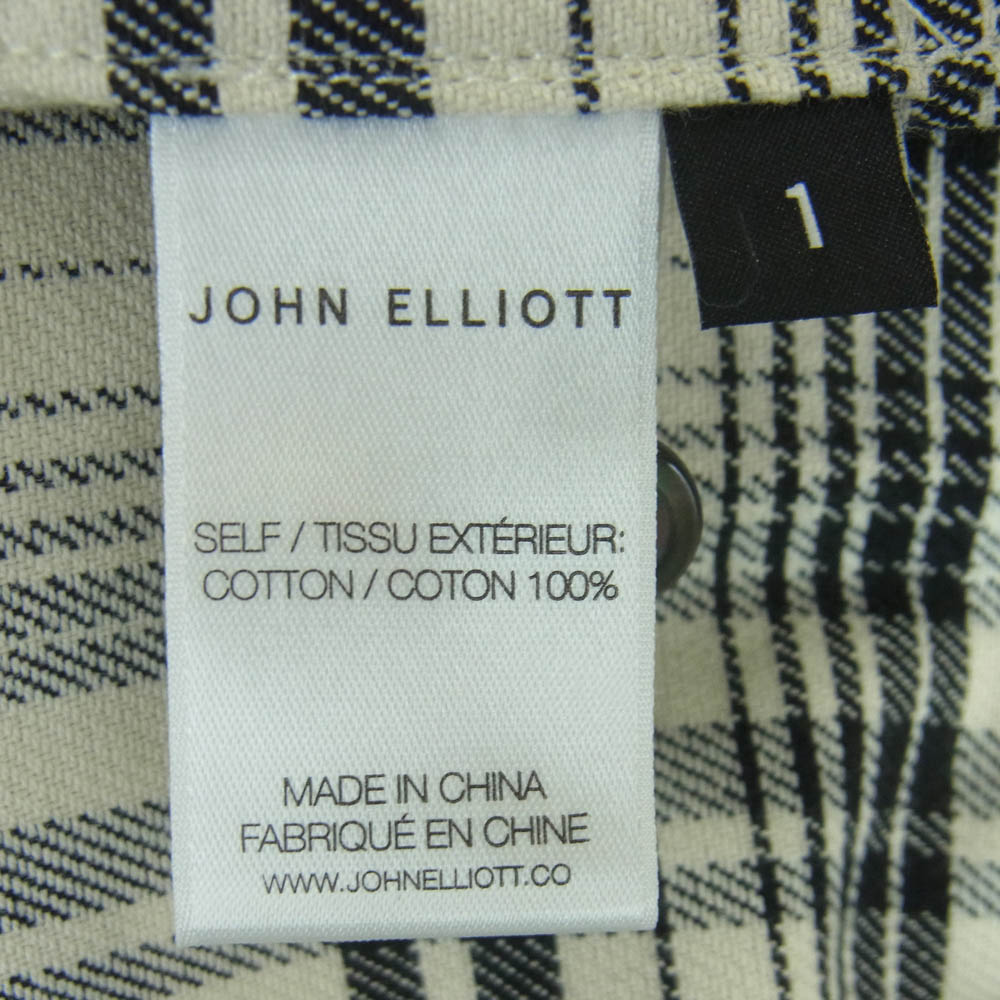 1
JOHN ELLIOTT
SELF / TISSU EXTÉRIEUR:
COTTON / COTON 100%
MADE IN CHINA
FABRIQUÉ EN CHINE
WWW.JOHNELLIOTT.CO